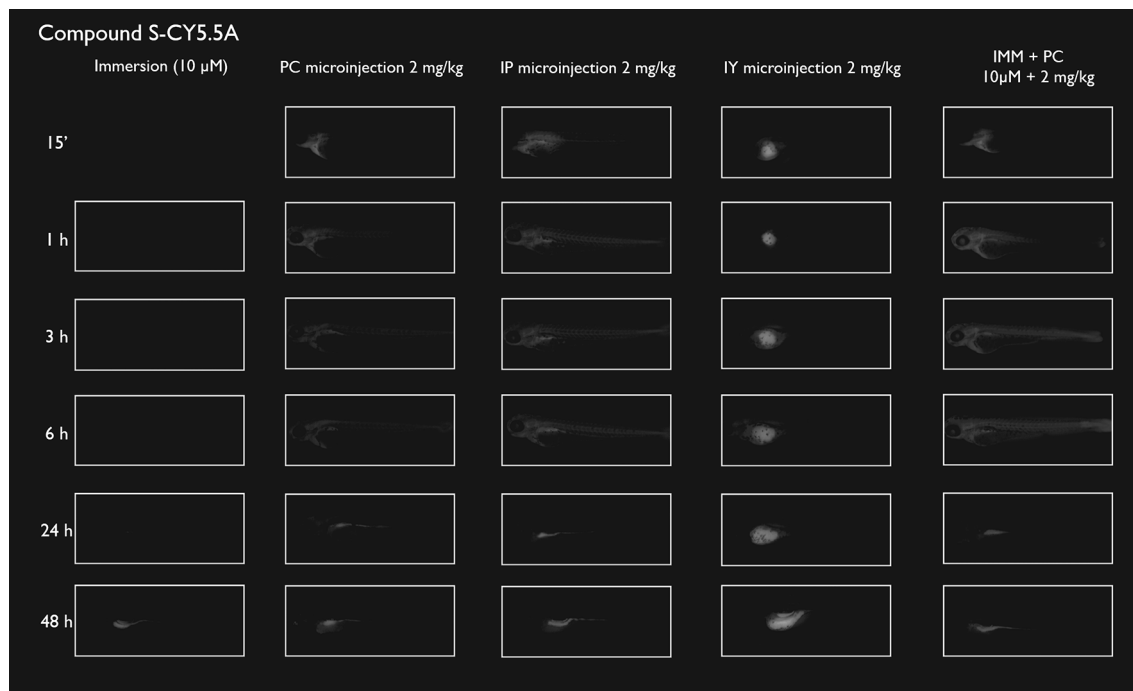 Compound S-CY5.5A
Immersion (10 µM)
PC microinjection 2 mg/kg
IP microinjection 2 mg/kg
IY microinjection 2 mg/kg
IMM + PC
10µM + 2 mg/kg
15’
1 h
3 h
6 h
24 h
48 h